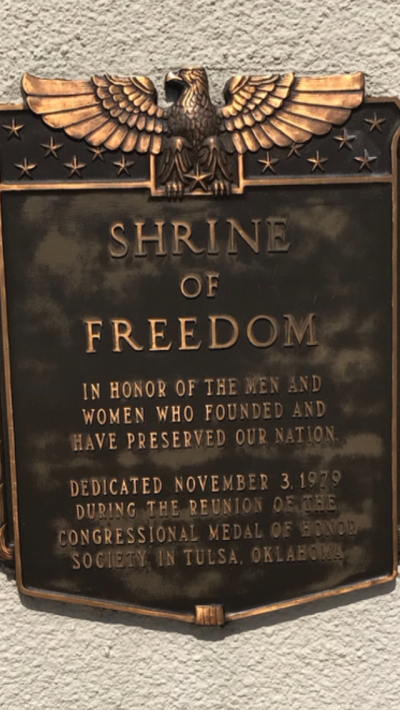 SHRINE
OF
FREEDOM
IN HONOR OF THE MEN AND
WOMEN WHO FOUNDED AND
HAVE PRESERVED OUR NATION.
DEDICATED NOVEMBER 3, 1979
DURING THE REUNION OF THE
CONGRESSIONAL MEDAL OF HONOR
SOCIETY, IN TULSA, OKLAHOMA